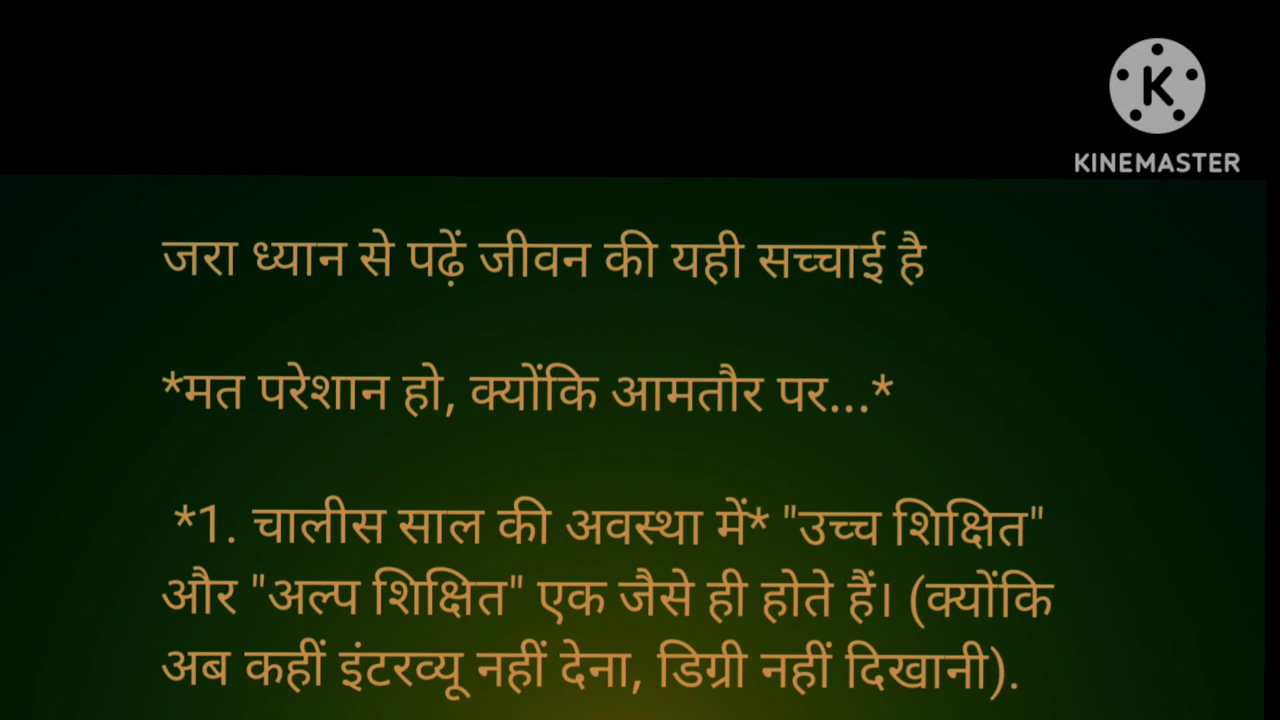 KINEMASTER
जरा ध्यान से पढ़ें जीवन की यही सच्चाई है
*मत परेशान हो, क्योंकि आमतौर पर...*
*1. चालीस साल की अवस्था में* "उच्च शिक्षित"
और "अल्प शिक्षित" एक जैसे ही होते हैं। (क्योंकि
अब कहीं इंटरव्यू नहीं देना, डिग्री नहीं दिखानी).